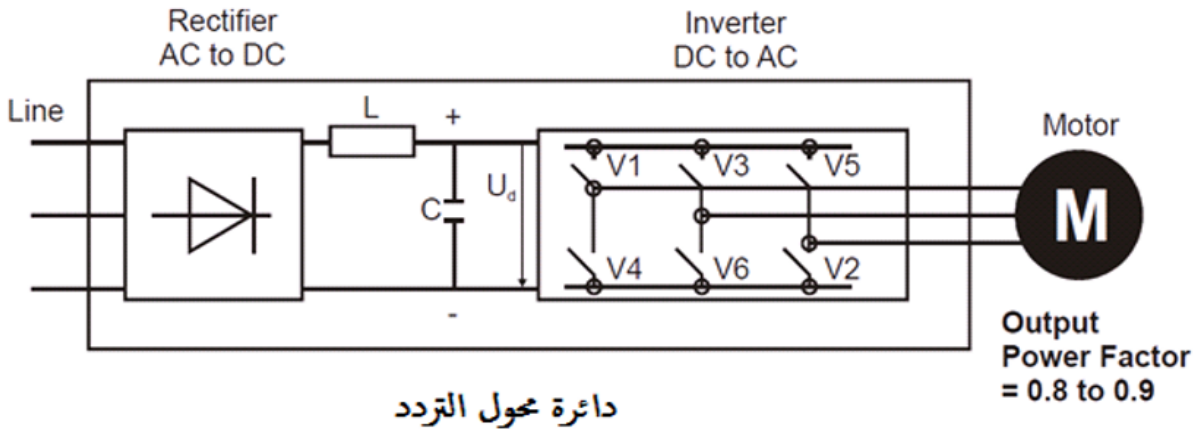 Rectifier
AC to DC
Inverter
DC to AC
Line
L
+
Motor
V1
V3
V5
U_d
C
M
V4
V6
V2
-
Output
Power Factor
= 0.8 to 0.9
دائرة محول التردد